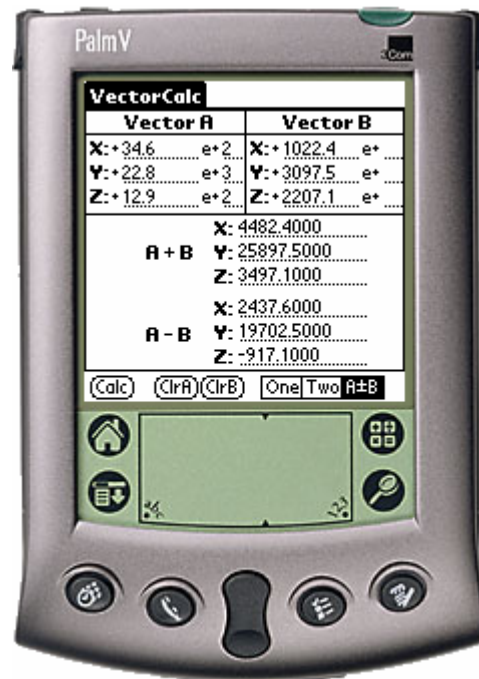 PalmV
3Com
VectorCalc
Vector A Vector B
X:+34.6 e+2 X:+1022.4 e+
Y:+22.8 e+3 Y:+3097.5 e+
Z:+12.9 e+2 Z:+2207.1 e+
X: 4482.4000
A+B Y: 25897.5000
Z: 3497.1000
X: 2437.6000
A-B Y: 19702.5000
Z: -917.1000
Calc ClrA ClrB One Two A±B